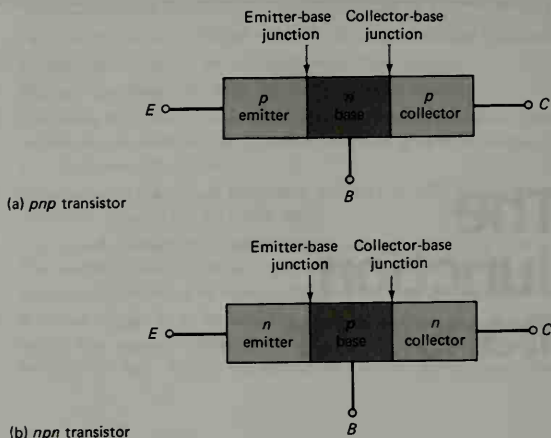 Emitter-base junction
Collector-base junction
E
p emitter
n base
p collector
C
B
(a) pnp transistor
Emitter-base junction
Collector-base junction
E
n emitter
p base
n collector
C
B
(b) npn transistor